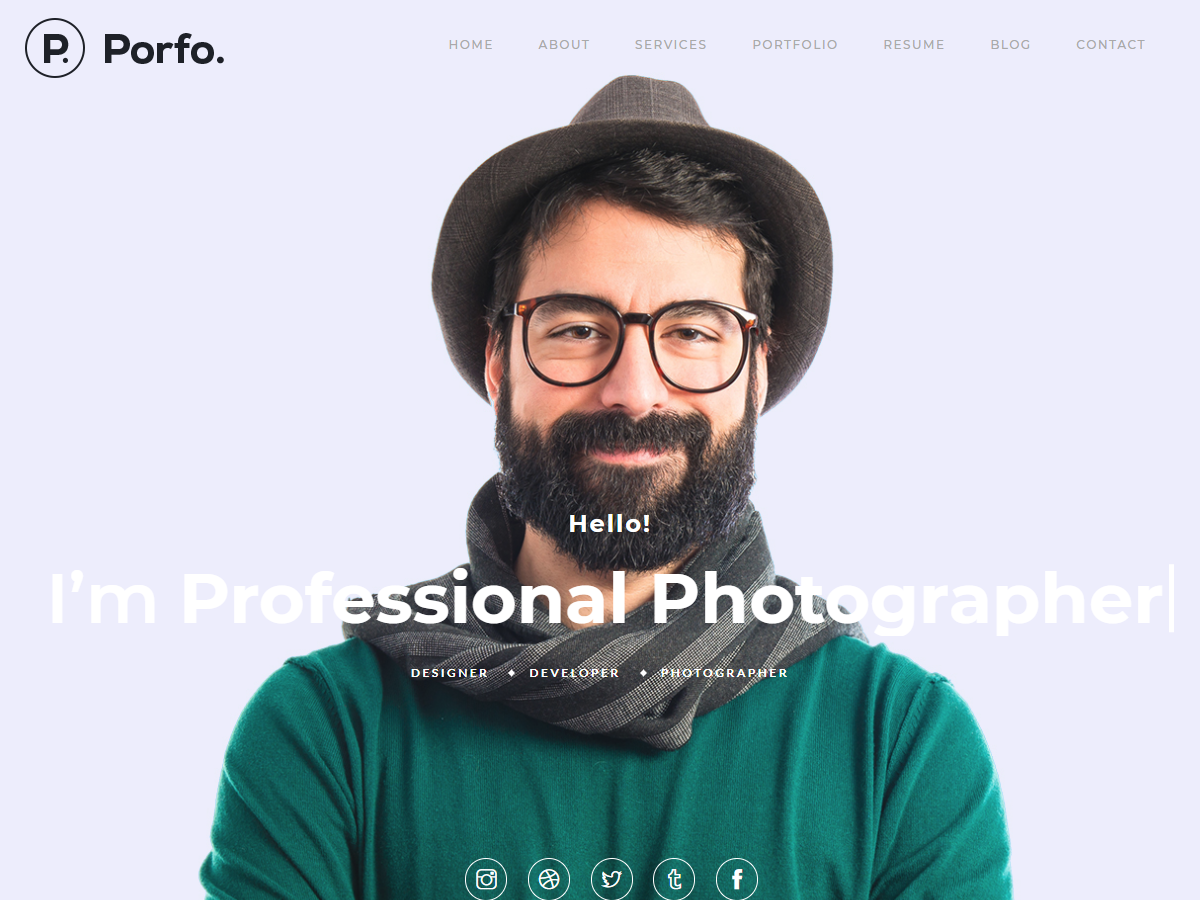 P. Porfo.
HOME ABOUT SERVICES PORTFOLIO RESUME BLOG CONTACT
Hello!
I'm Professional Photographer|
DESIGNER ◆ DEVELOPER ◆ PHOTOGRAPHER